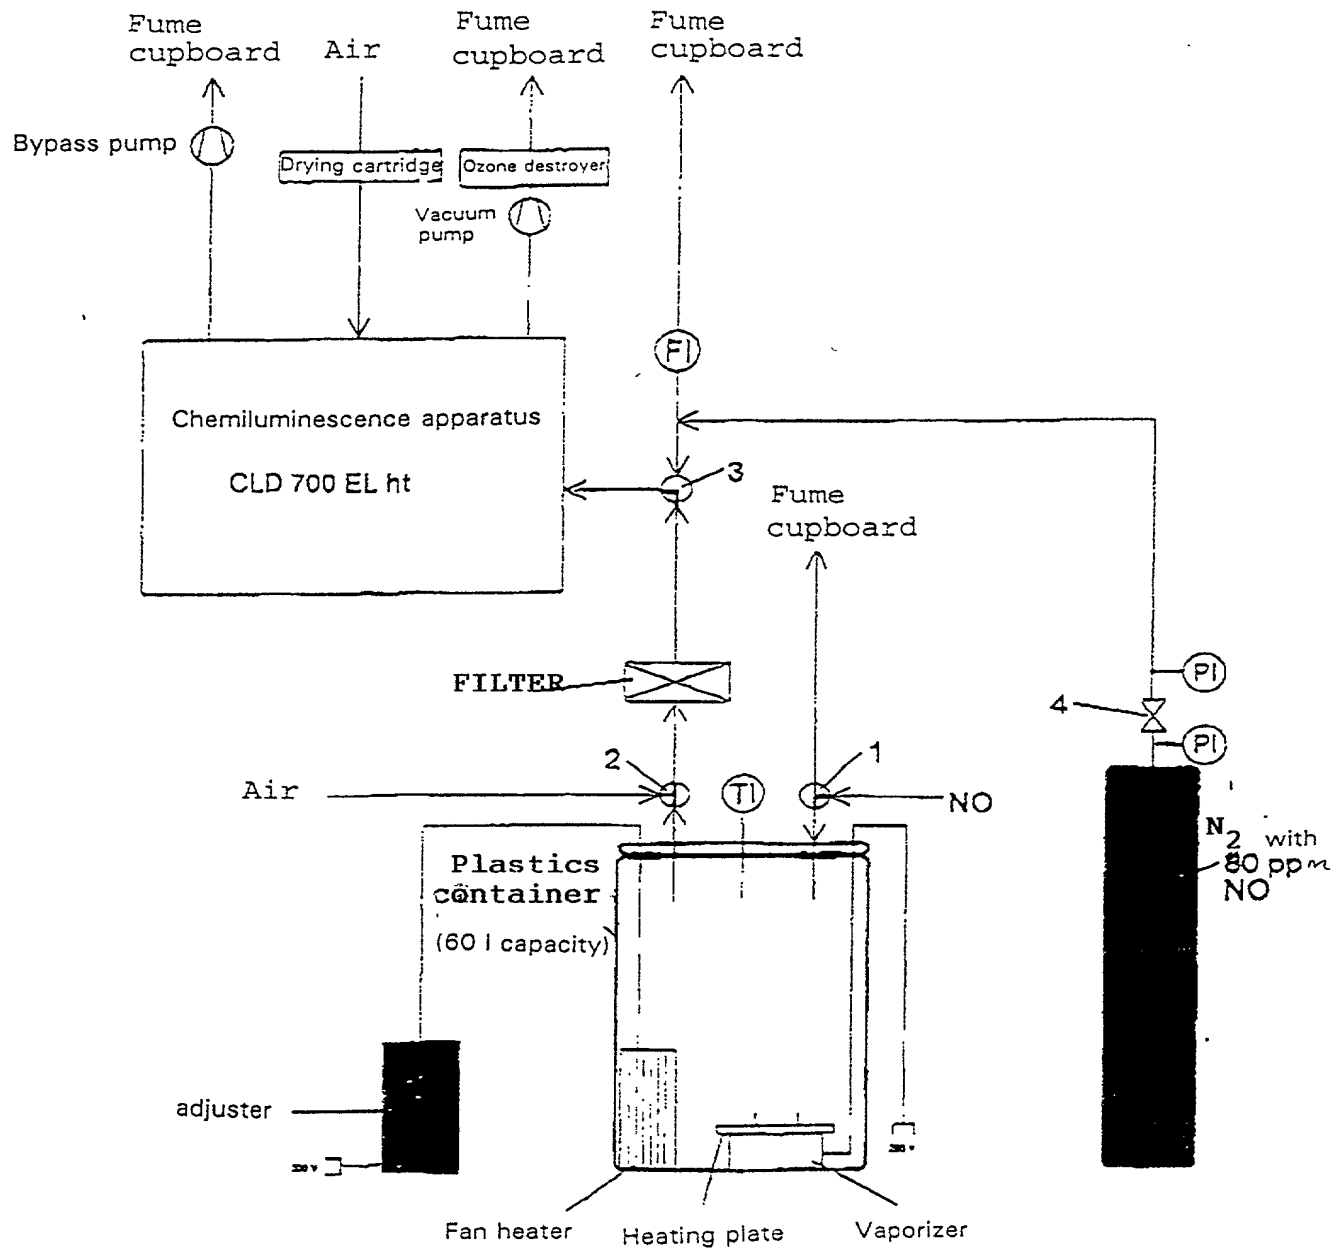 Fume
cupboard
Air
Fume
cupboard
Fume
cupboard
Bypass pump
Drying cartridge
Ozone destroyer
Vacuum
pump
FI
Chemiluminescence apparatus
CLD 700 EL ht
3
Fume
cupboard
FILTER
PI
4
PI
2
1
Air
TI
NO
N2 with
80 ppm
NO
Plastics
container
(60 l capacity)
adjuster
Fan heater
Heating plate
Vaporizer